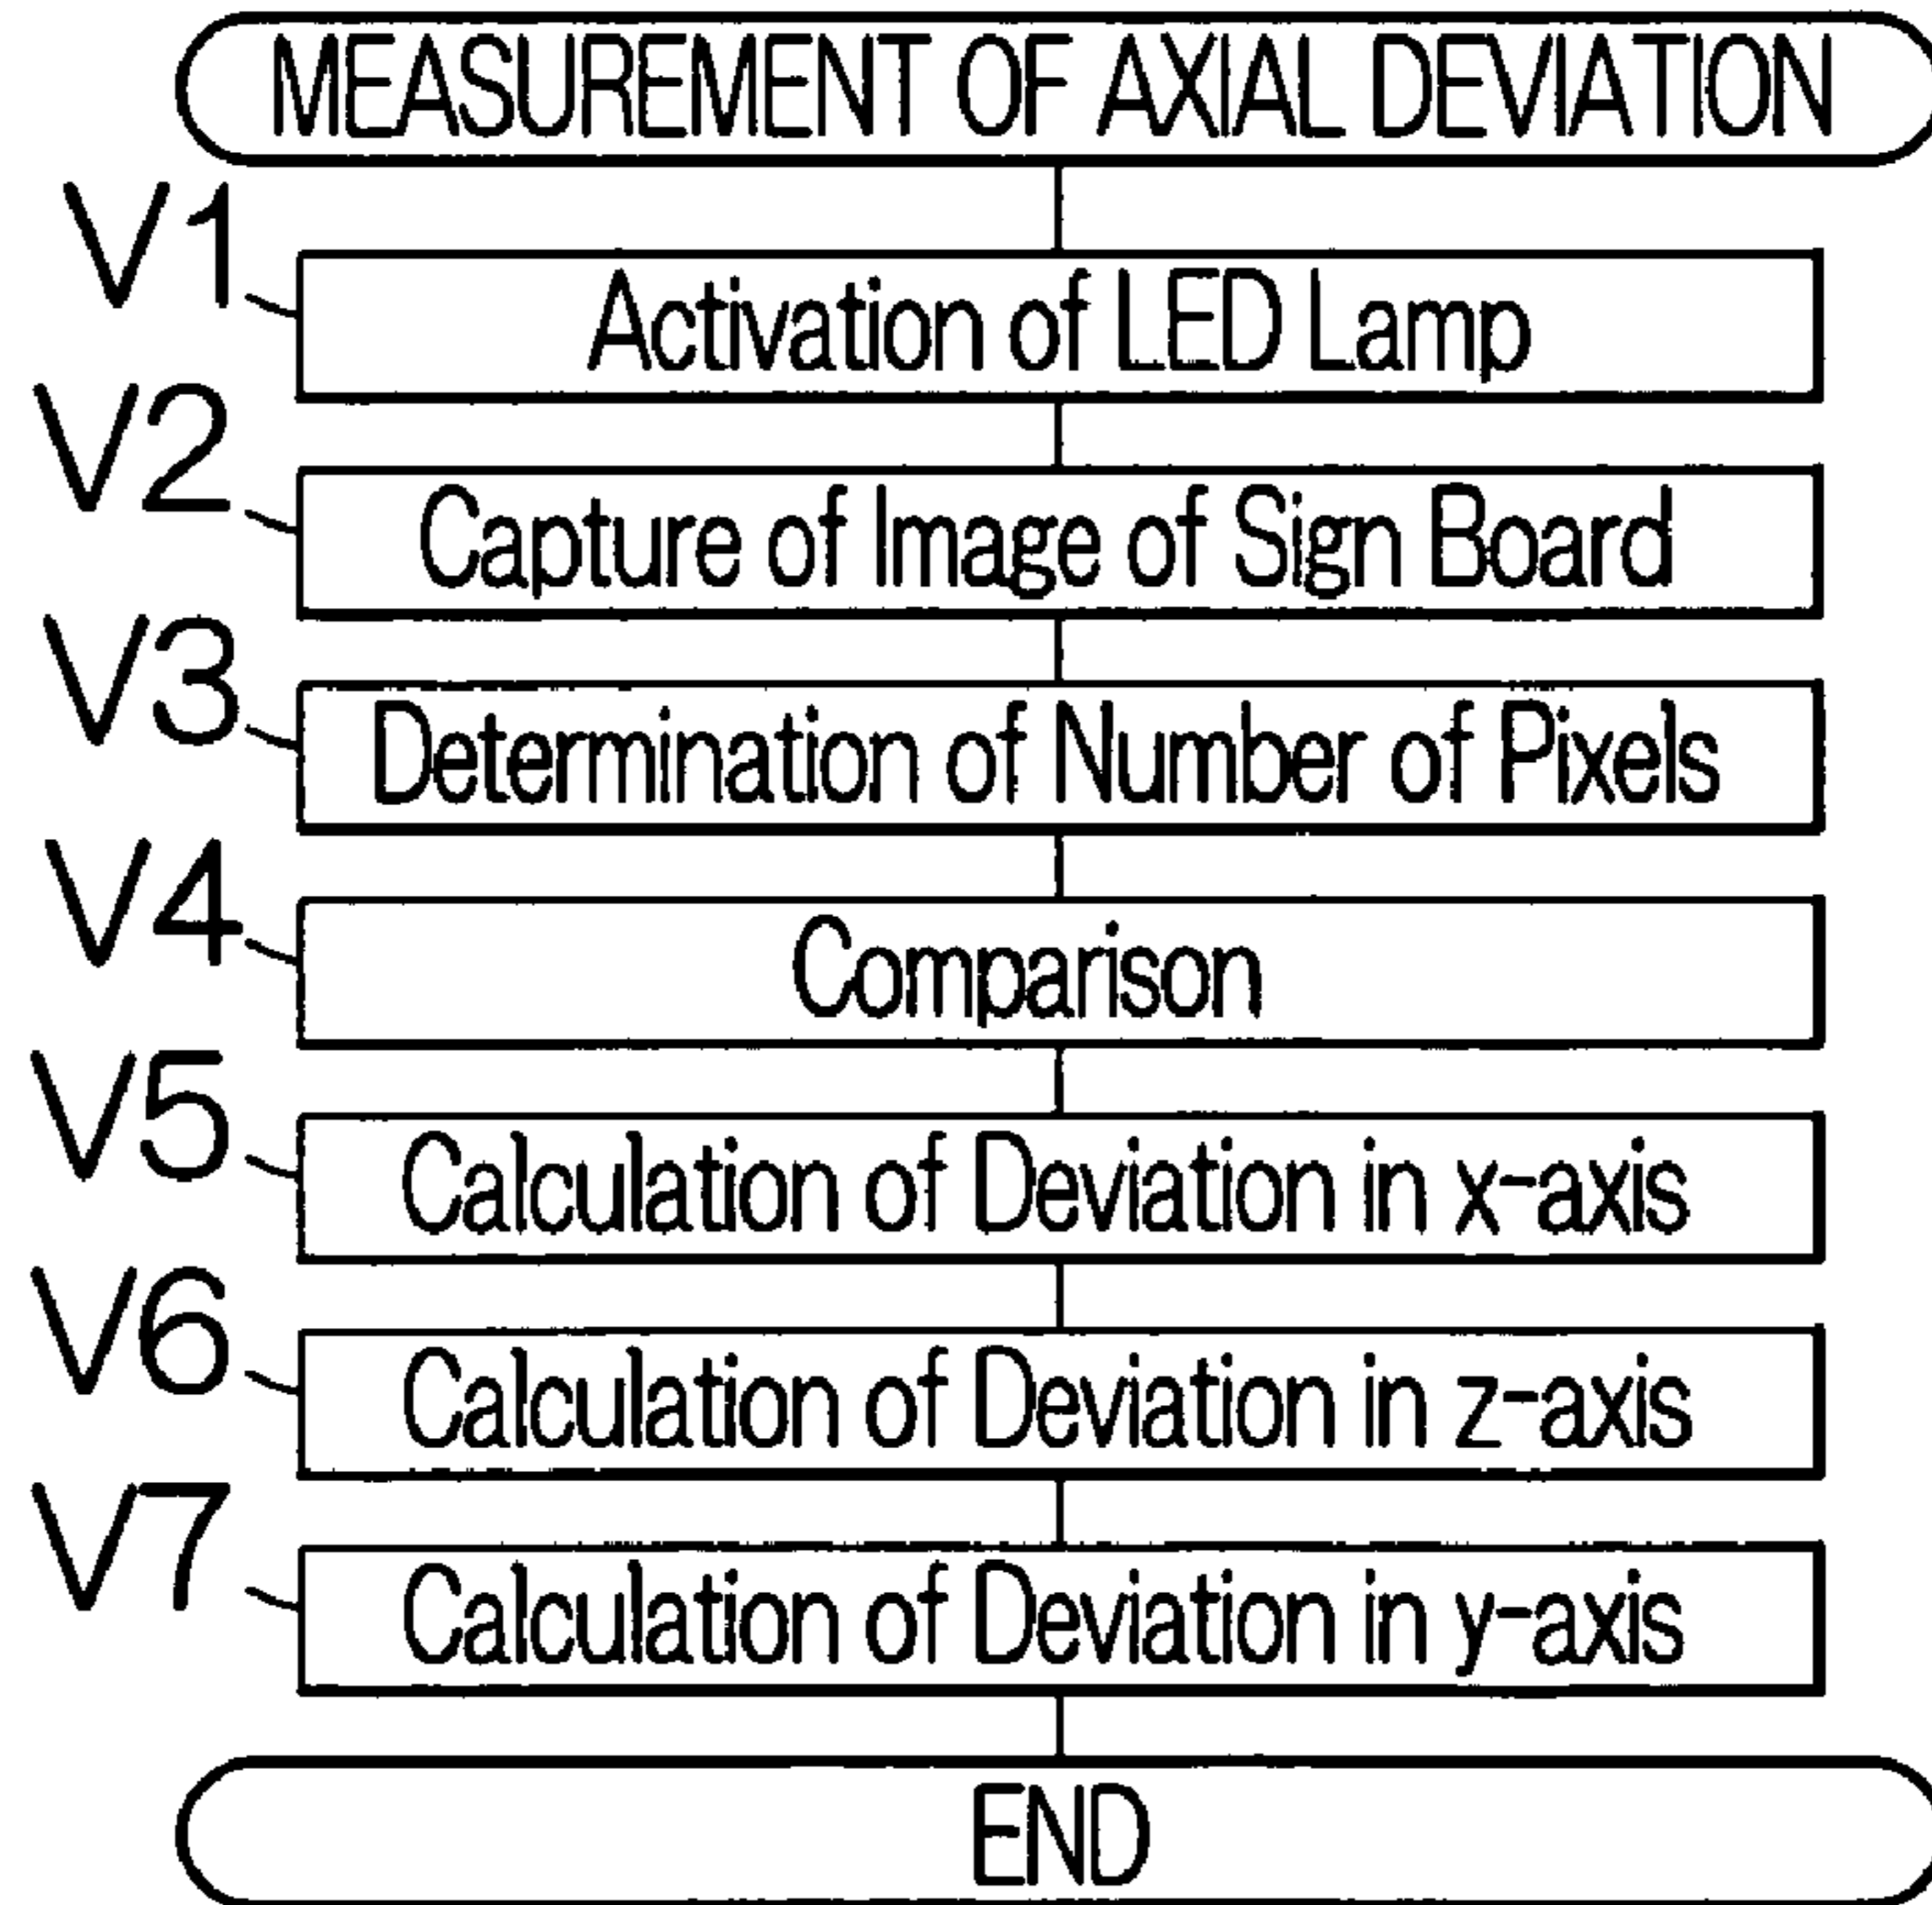 MEASUREMENT OF AXIAL DEVIATION
V1
Activation of LED Lamp
V2
Capture of Image of Sign Board
V3
Determination of Number of Pixels
V4
Comparison
V5
Calculation of Deviation in x-axis
V6
Calculation of Deviation in z-axis
V7
Calculation of Deviation in y-axis
END